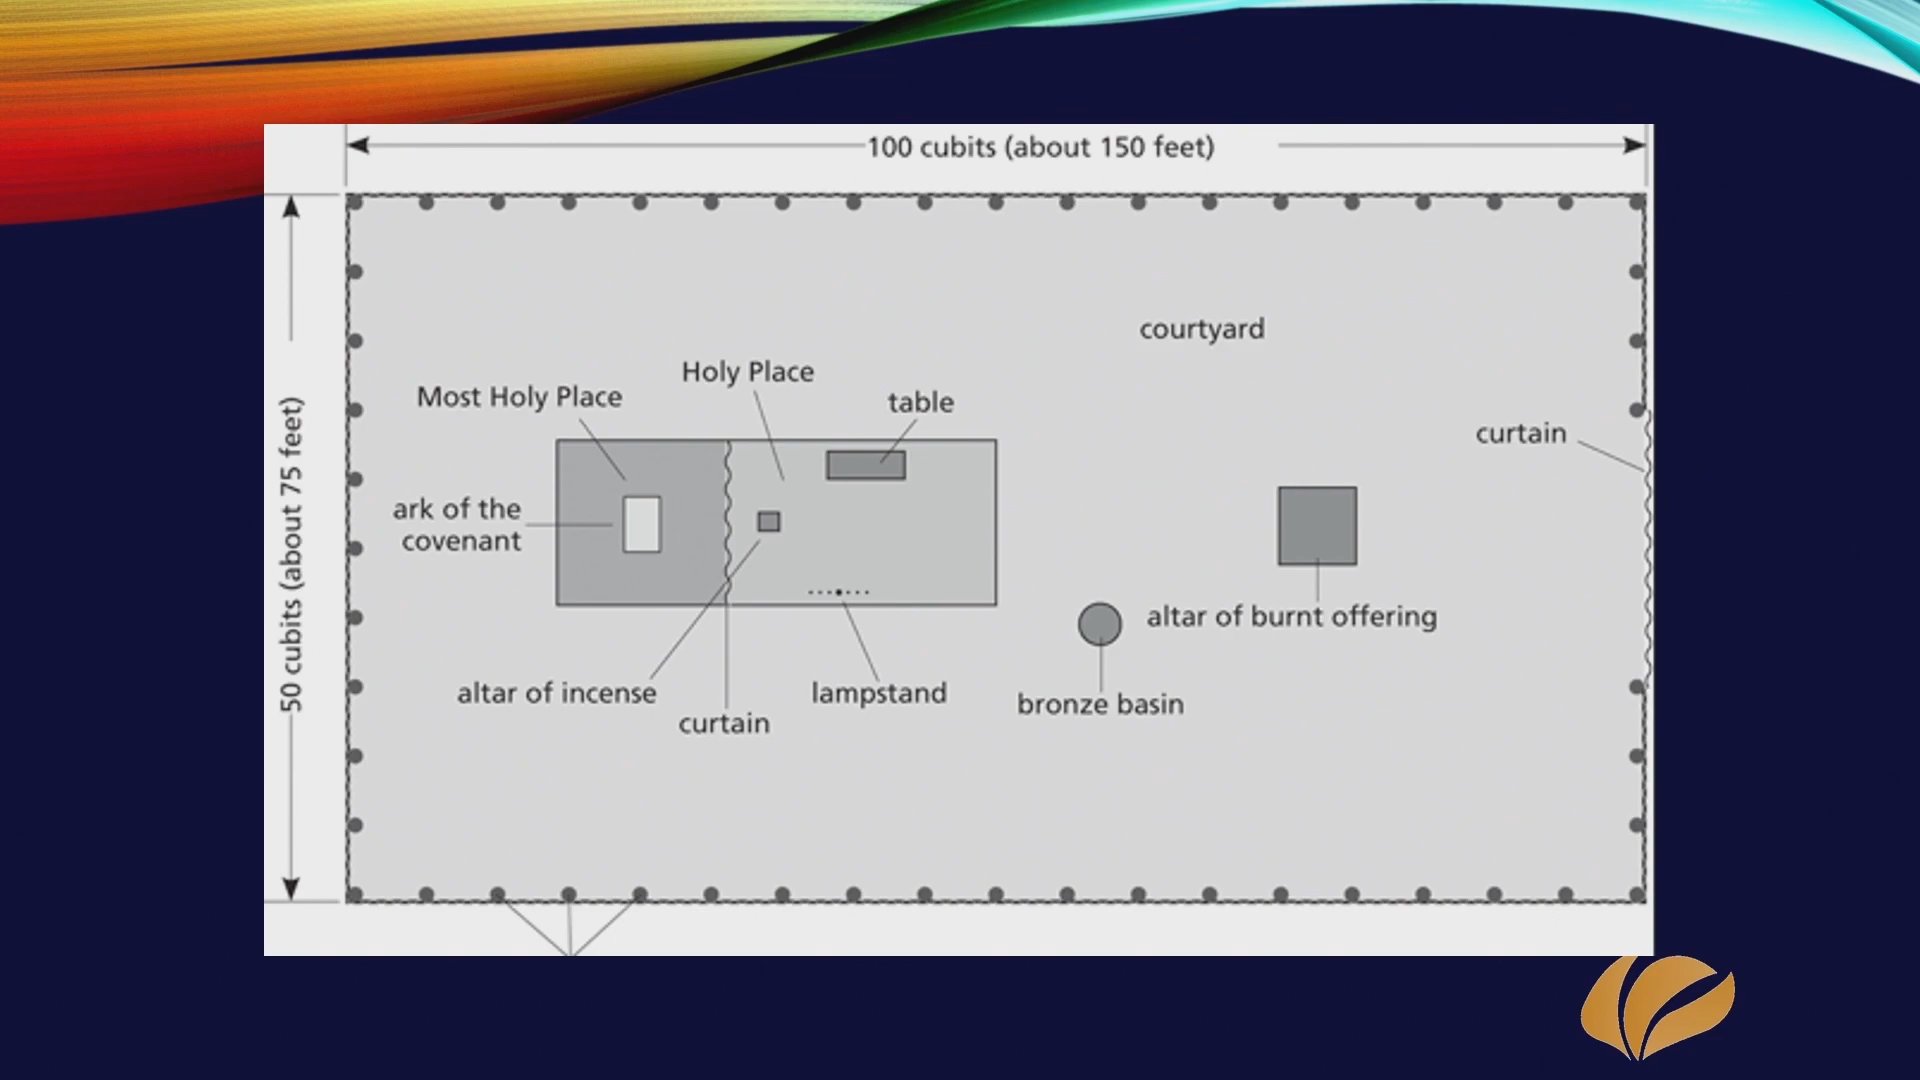 100 cubits (about 150 feet)
50 cubits (about 75 feet)
courtyard
Holy Place
Most Holy Place
table
curtain
ark of the
covenant
altar of burnt offering
altar of incense
lampstand
bronze basin
curtain